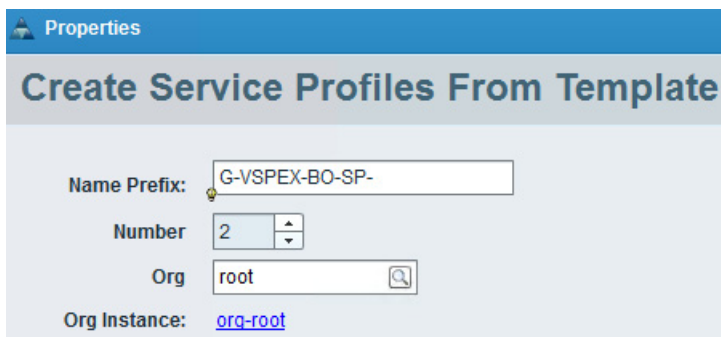 Properties
Create Service Profiles From Template
Name Prefix: G-VSPEX-BO-SP-
Number 2
Org root
Org Instance: org-root